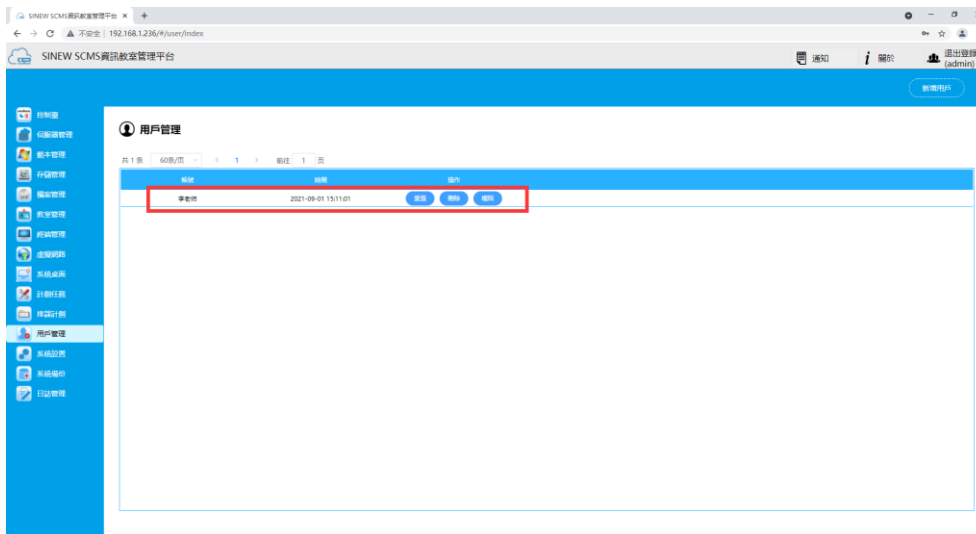 SINEW SCMS資訊教室管理平台
不安全 | 192.168.1.236/#/user/index
SINEW SCMS資訊教室管理平台
通知
關於
退出登錄
(admin)
新增用戶
控制臺
伺服器管理
範本管理
存儲管理
檔案管理
教室管理
終端管理
虛擬網路
系統桌面
計劃任務
排課計劃
用戶管理
系統設置
系統備份
日誌管理
用戶管理
共 1 条 60条/页 1 前往 1 页
帳號 時間 操作
李老師 2021-09-01 15:11:01 重置 刪除 權限